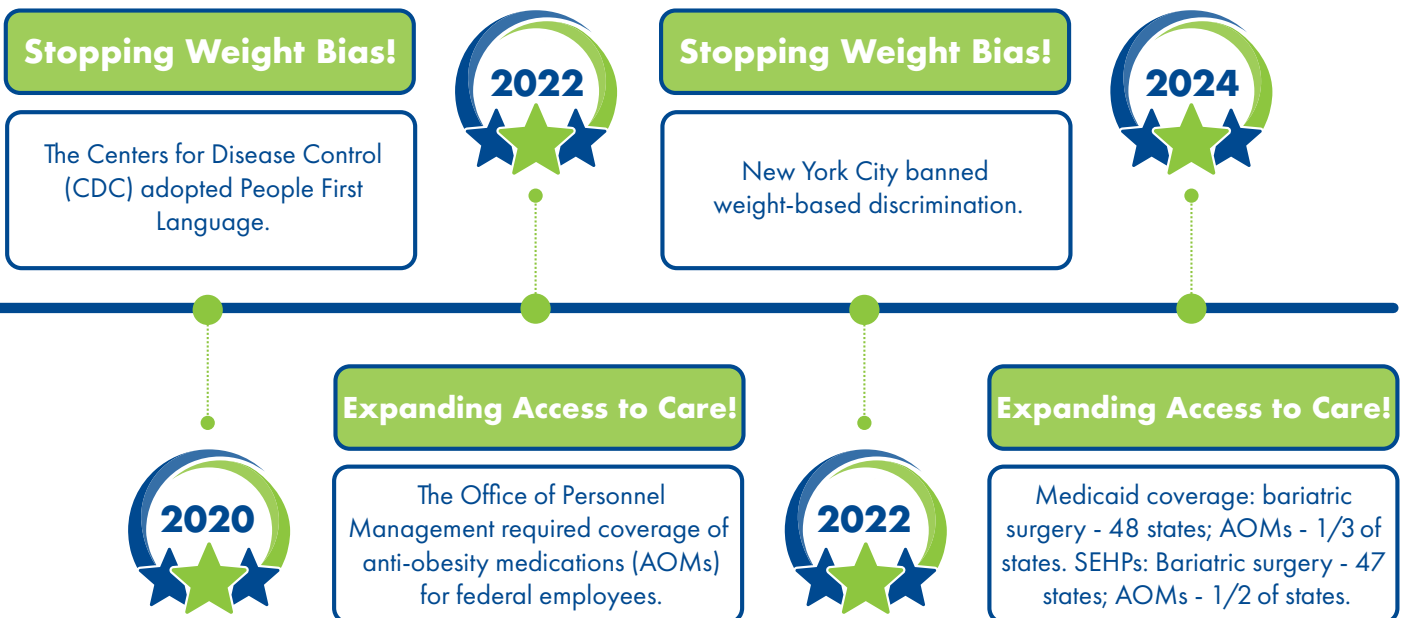 Stopping Weight Bias!
The Centers for Disease Control
(CDC) adopted People First
Language.
2020
2022
Expanding Access to Care!
The Office of Personnel
Management required coverage of
anti-obesity medications (AOMs)
for federal employees.
Stopping Weight Bias!
New York City banned
weight-based discrimination.
2022
2024
Expanding Access to Care!
Medicaid coverage: bariatric
surgery - 48 states; AOMs - 1/3 of
states. SEHPs: Bariatric surgery - 47
states; AOMs - 1/2 of states.